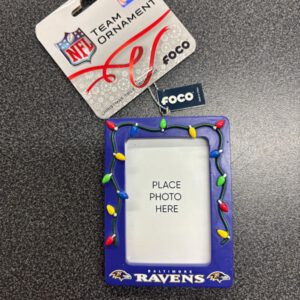 NFL
TEAM
ORNAMENT
FOCO
FOCO
PLACE
PHOTO
HERE
BALTIMORE
RAVENS